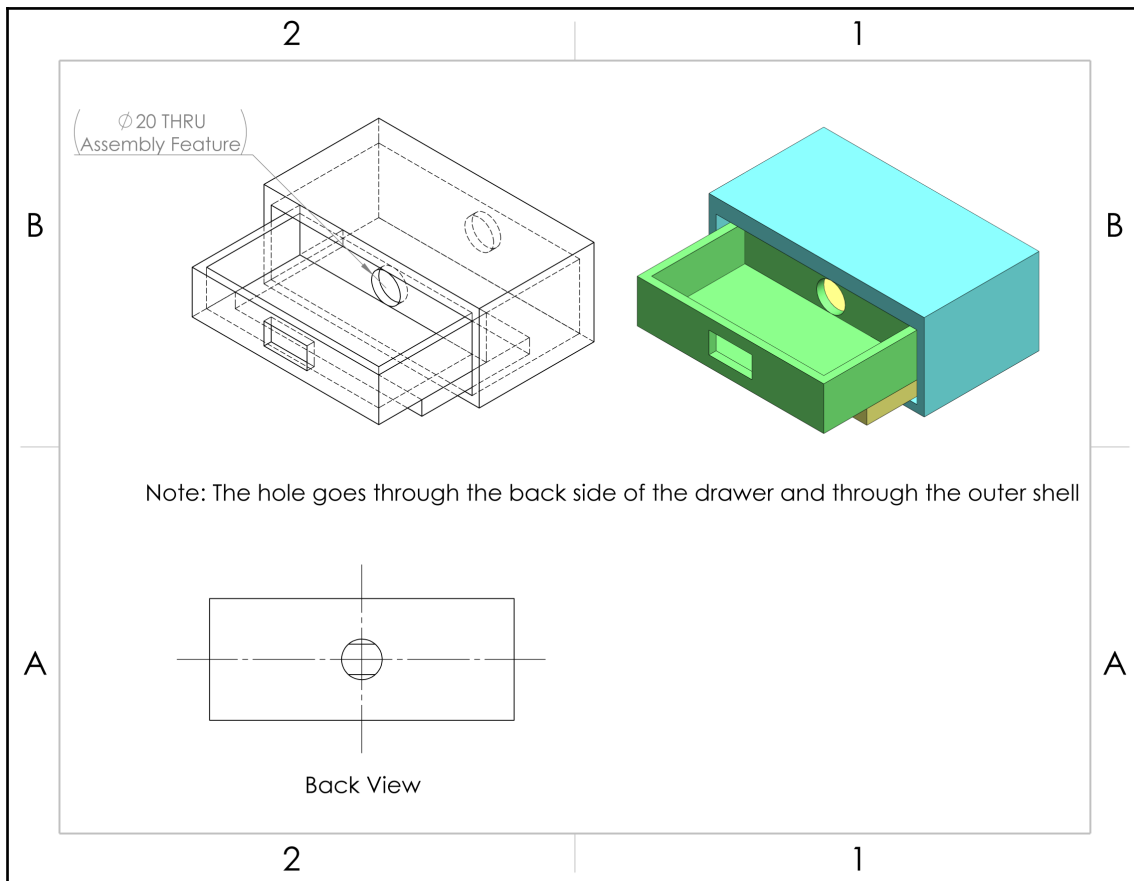 2 1
⌀20 THRU
Assembly Feature
B B
Note: The hole goes through the back side of the drawer and through the outer shell
A A
Back View
2 1